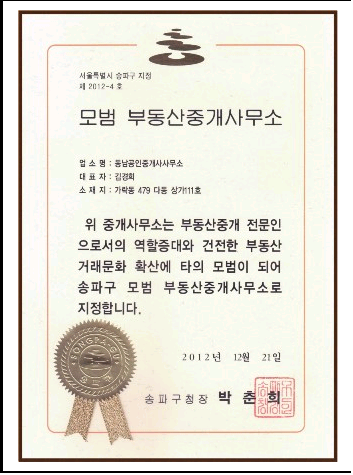 서울특별시 송파구 지정
제 2012-4 호
모범 부동산중개사무소
업 소 명 : 동남공인중개사사무소
대 표 자 : 김경희
소 재 지 : 가락동 479 다동 상가111호
위 중개사무소는 부동산중개 전문인
으로서의 역할증대와 건전한 부동산
거래문화 확산에 타의 모범이 되어
송파구 모범 부동산중개사무소로
지정합니다.
2012년 12월 21일
송파구청장 박춘희
SONGPA-GU